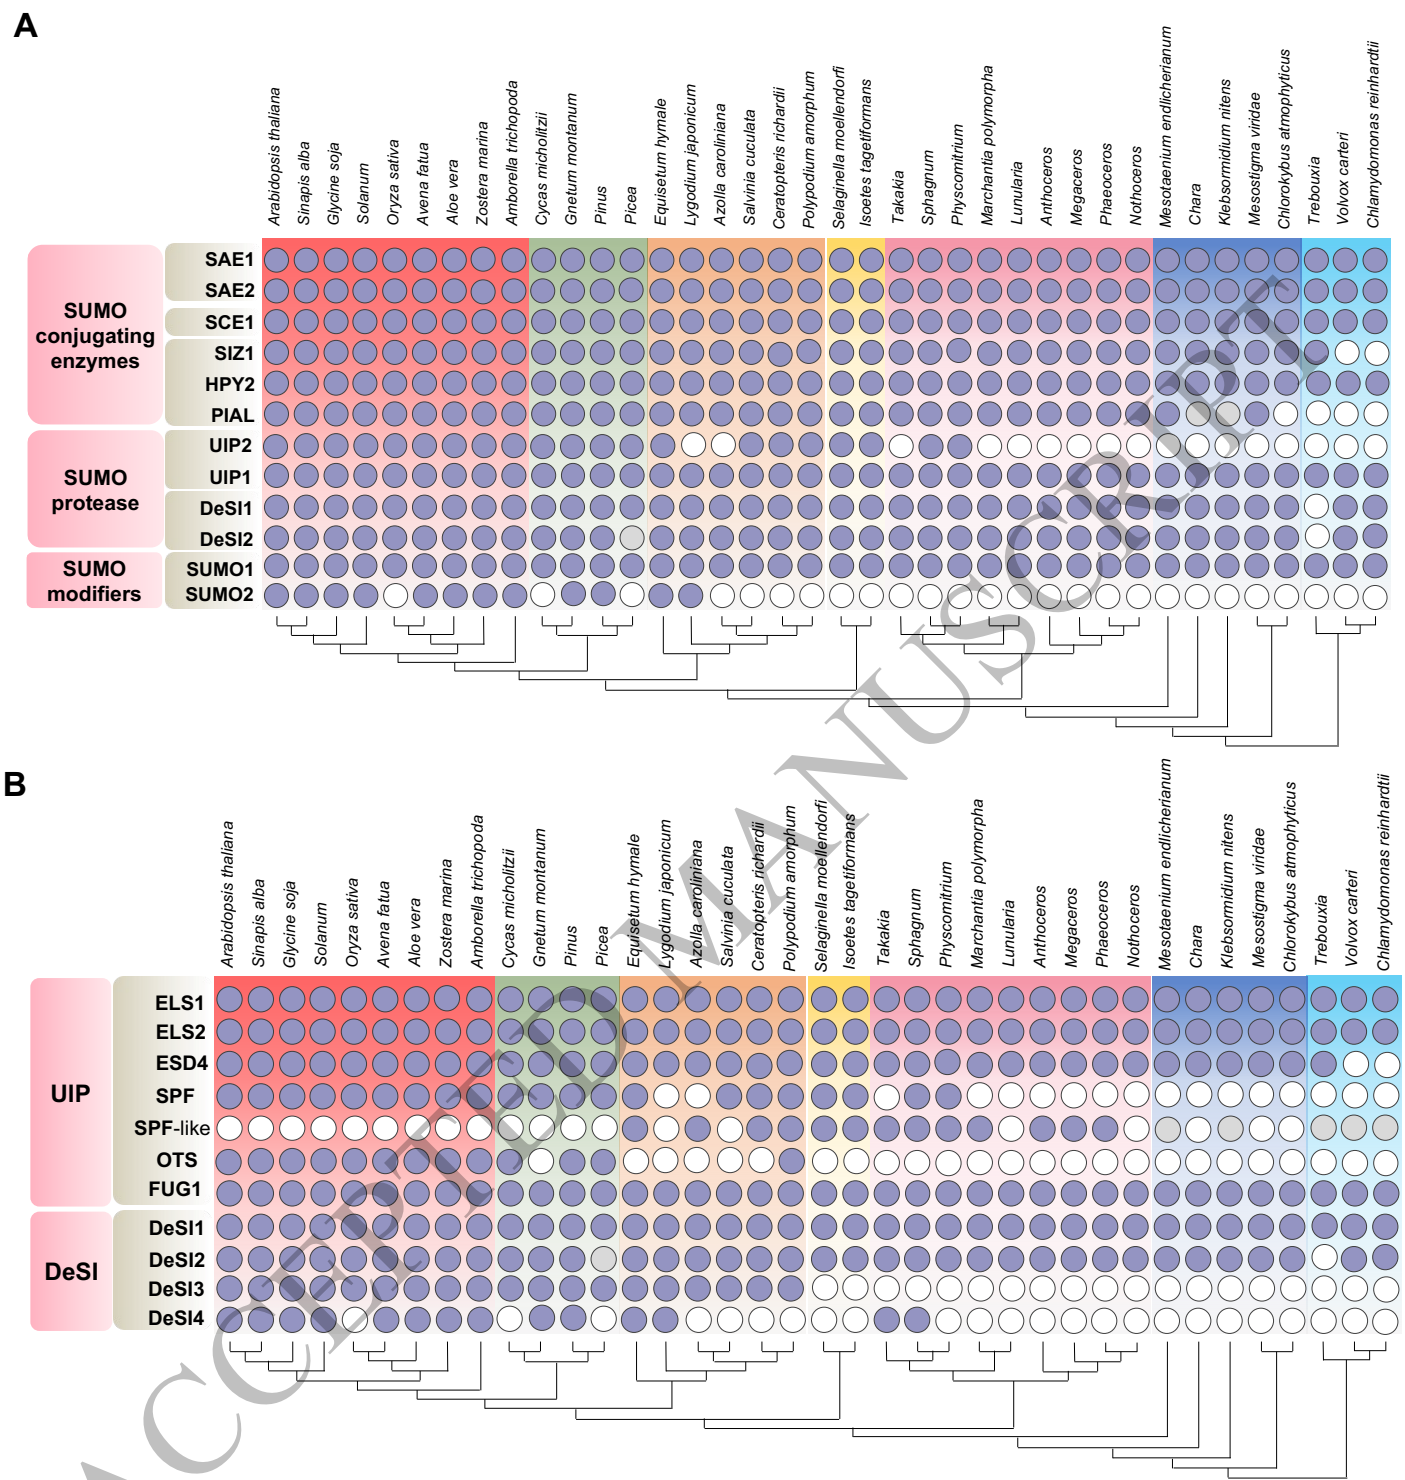 A
Arabidopsis thaliana
Sinapis alba
Glycine soja
Solanum
Oryza sativa
Avena fatua
Aloe vera
Zostera marina
Amborella trichopoda
Cycas micholitzii
Gnetum montanum
Pinus
Picea
Equisetum hymale
Lygodium japonicum
Azolla caroliniana
Salvinia cuculata
Ceratopteris richardii
Polypodium amorphum
Selaginella moellendorfi
Isoetes tagetiformans
Takakia
Sphagnum
Physcomitrium
Marchantia polymorpha
Lunularia
Anthoceros
Megaceros
Phaeoceros
Nothoceros
Mesotaenium endlicherianum
Chara
Klebsormidium nitens
Mesostigma viridae
Chlorokybus atmophyticus
Trebouxia
Volvox carteri
Chlamydomonas reinhardtii
SUMO
conjugating
enzymes
SAE1
SAE2
SCE1
SIZ1
HPY2
PIAL
SUMO
protease
UIP2
UIP1
DeSI1
DeSI2
SUMO
modifiers
SUMO1
SUMO2
B
Arabidopsis thaliana
Sinapis alba
Glycine soja
Solanum
Oryza sativa
Avena fatua
Aloe vera
Zostera marina
Amborella trichopoda
Cycas micholitzii
Gnetum montanum
Pinus
Picea
Equisetum hymale
Lygodium japonicum
Azolla caroliniana
Salvinia cuculata
Ceratopteris richardii
Polypodium amorphum
Selaginella moellendorfi
Isoetes tagetiformans
Takakia
Sphagnum
Physcomitrium
Marchantia polymorpha
Lunularia
Anthoceros
Megaceros
Phaeoceros
Nothoceros
Mesotaenium endlicherianum
Chara
Klebsormidium nitens
Mesostigma viridae
Chlorokybus atmophyticus
Trebouxia
Volvox carteri
Chlamydomonas reinhardtii
UIP
ELS1
ELS2
ESD4
SPF
SPF-like
OTS
FUG1
DeSI
DeSI1
DeSI2
DeSI3
DeSI4
ACCEPTED MANUSCRIPT